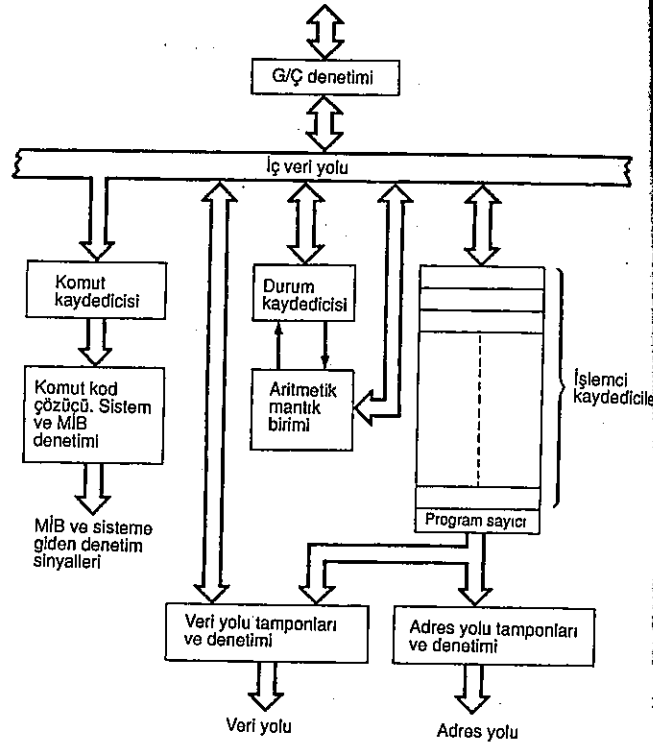 G/Ç denetimi
İç veri yolu
Komut
kaydedicisi
Durum
kaydedicisi
Komut kod
çözücü. Sistem
ve MİB
denetimi
Aritmetik
mantık
birimi
İşlemci
kaydedicile
MİB ve sisteme
giden denetim
sinyalleri
Program sayıcı
Veri yolu tamponları
ve denetimi
Adres yolu tamponları
ve denetimi
Veri yolu
Adres yolu